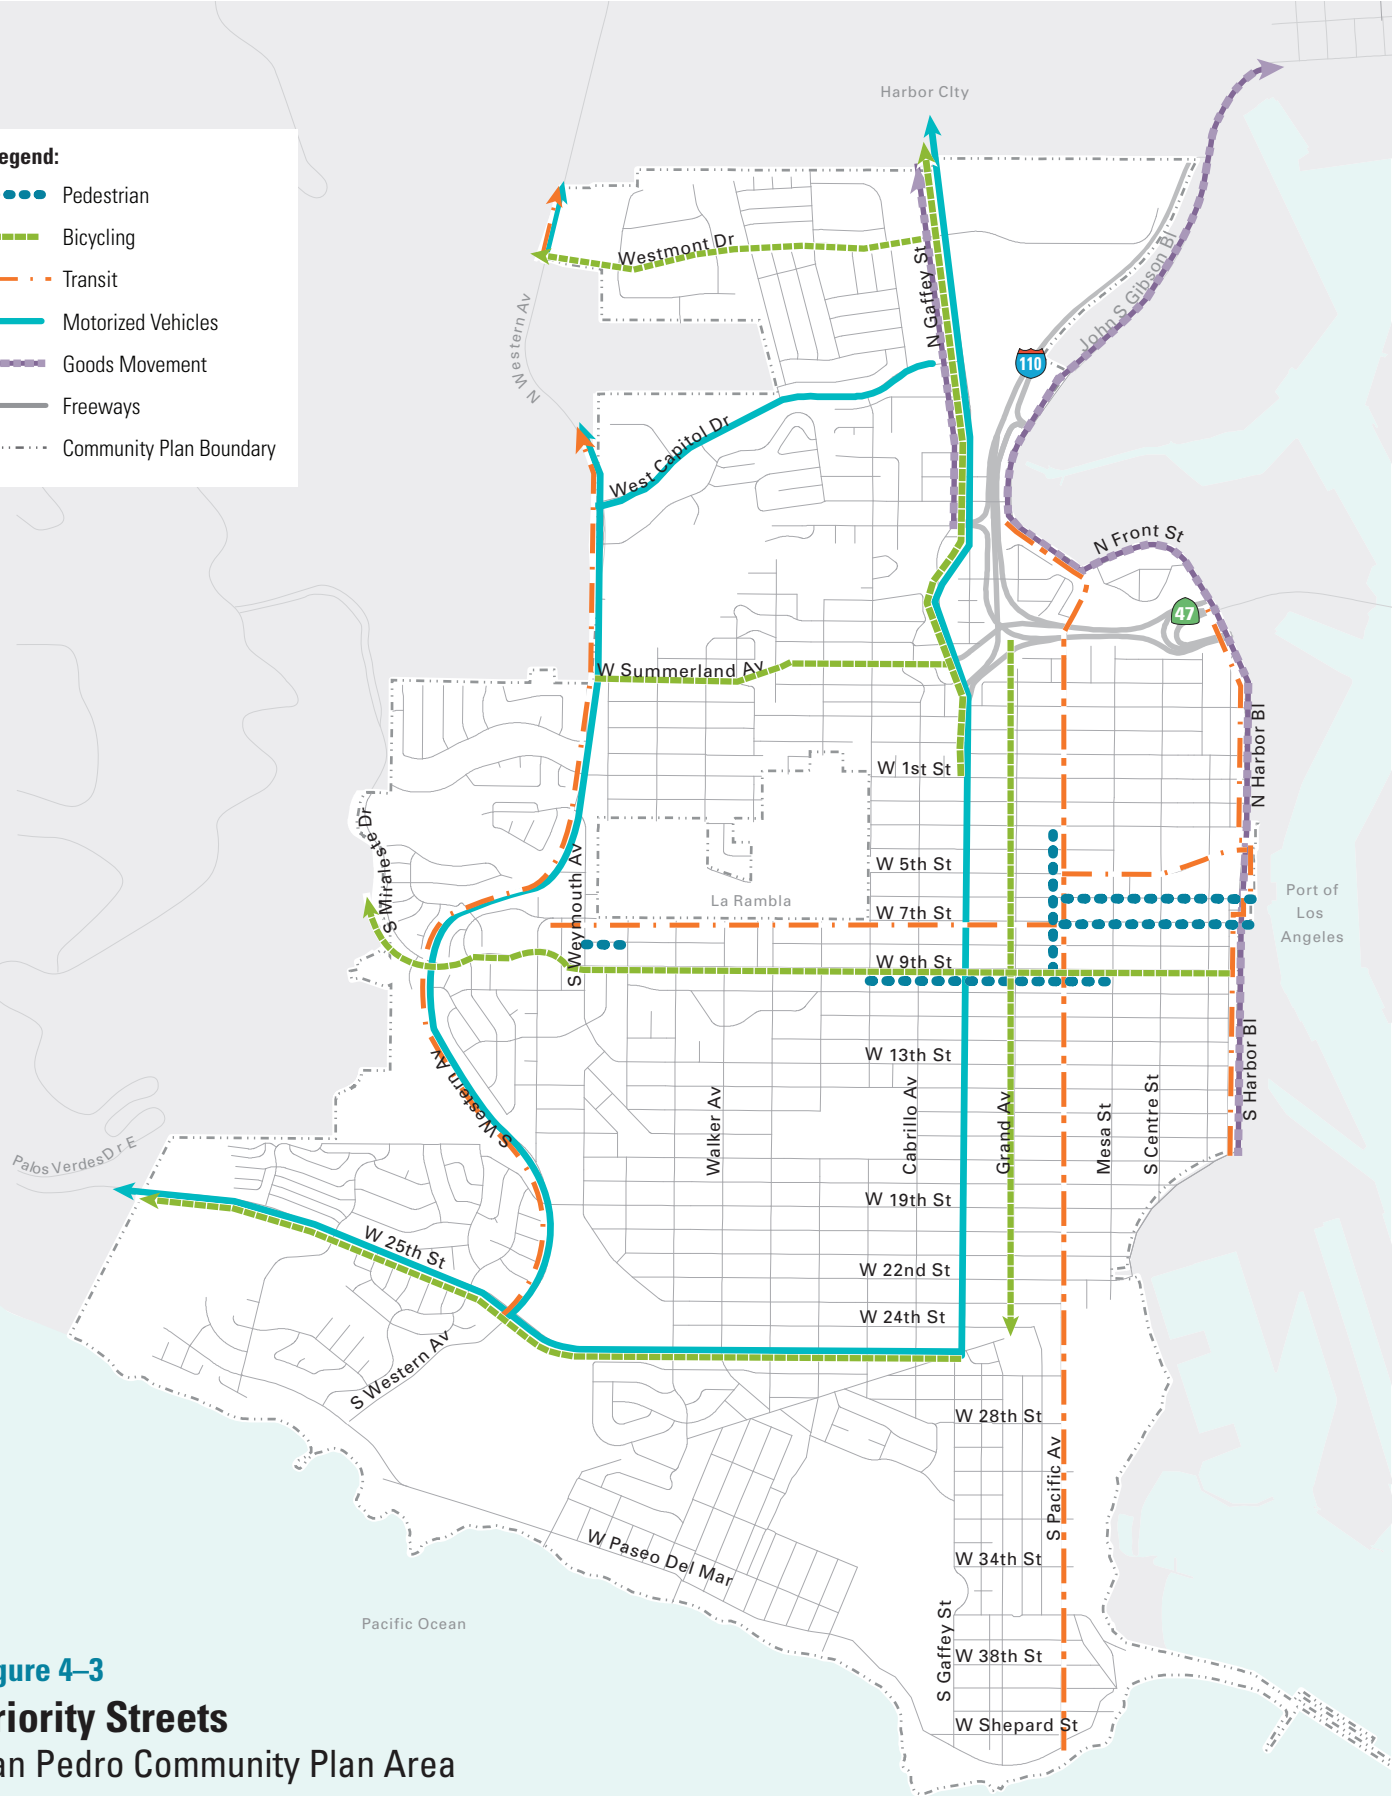 Harbor CIty
egend:
Pedestrian
Bicycling
Transit
Motorized Vehicles
Goods Movement
Freeways
Community Plan Boundary
Westmont Dr
N Gaffey St
John S Gibson Bl
110
N Western Av
West Capitol Dr
N Front St
47
W Summerland Av
N Harbor Bl
W 1st St
S Miraleste Dr
S Weymouth Av
W 5th St
La Rambla
W 7th St
Port of
Los
Angeles
W 9th St
S Western Av
W 13th St
S Harbor Bl
Walker Av
Cabrillo Av
Grand Av
Mesa St
S Centre St
Palos Verdes Dr E
W 19th St
W 25th St
W 22nd St
W 24th St
S Western Av
W 28th St
S Pacific Av
W Paseo Del Mar
W 34th St
Pacific Ocean
S Gaffey St
W 38th St
W Shepard St
gure 4–3
riority Streets
an Pedro Community Plan Area